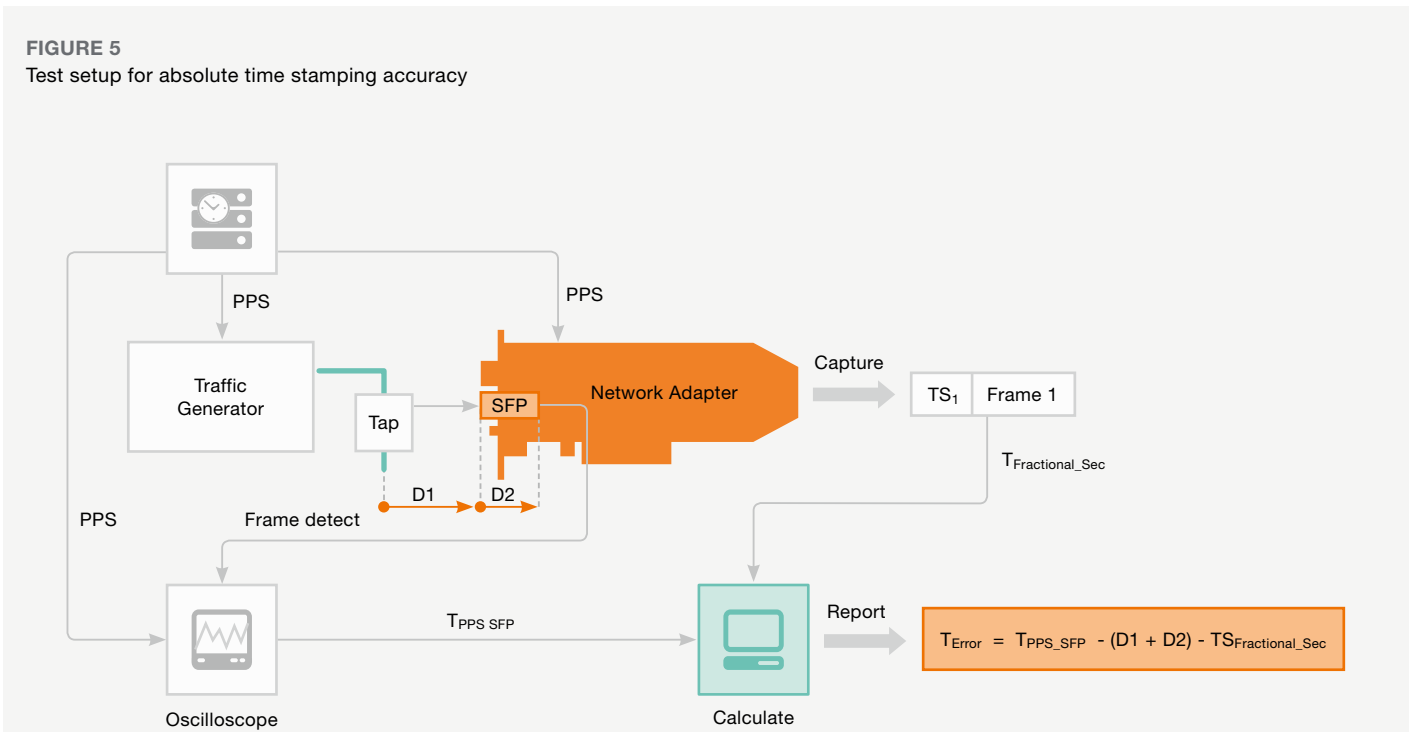 FIGURE 5
Test setup for absolute time stamping accuracy
PPS
PPS
Traffic
Generator
Tap
SFP
Network Adapter
Capture
TS1
Frame 1
TFractional_Sec
D1
D2
PPS
Frame detect
TPPS SFP
Report
TError = TPPS_SFP - (D1 + D2) - TSFractional_Sec
Oscilloscope
Calculate